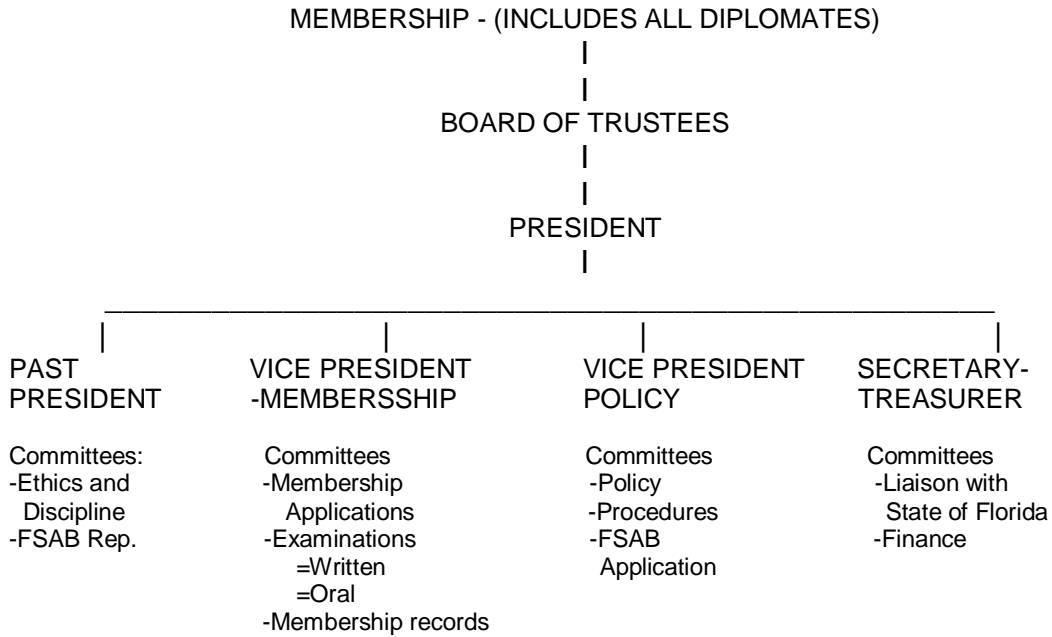 MEMBERSHIP - (INCLUDES ALL DIPLOMATES)
BOARD OF TRUSTEES
PRESIDENT
PAST
PRESIDENT
Committees:
-Ethics and
Discipline
-FSAB Rep.
VICE PRESIDENT
-MEMBERSSHIP
Committees
-Membership
Applications
-Examinations
=Written
=Oral
-Membership records
VICE PRESIDENT
POLICY
Committees
-Policy
-Procedures
-FSAB
Application
SECRETARY-
TREASURER
Committees
-Liaison with
State of Florida
-Finance